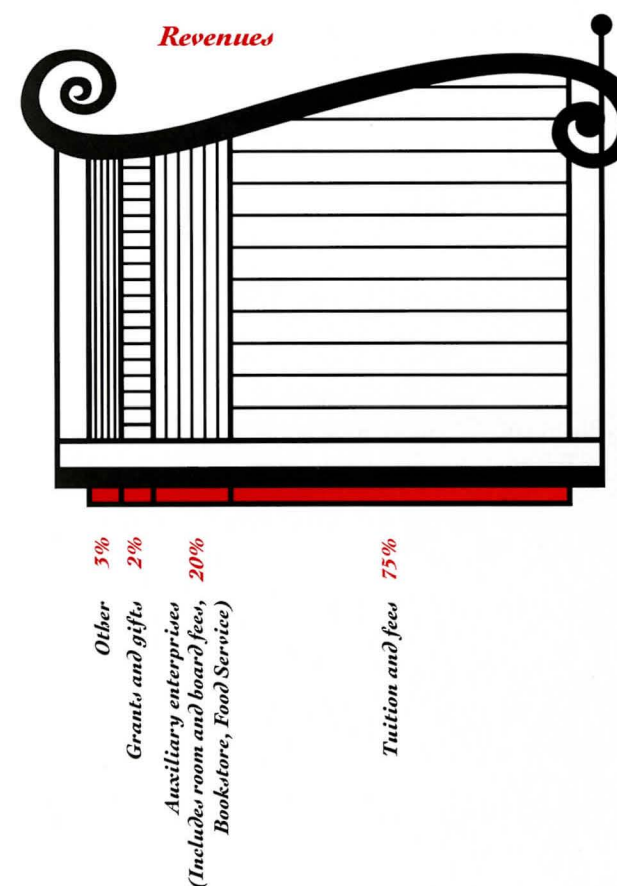 Revenues
3%
Other
2%
Grants and gifts
20%
Auxiliary enterprises
(Includes room and board fees,
Bookstore, Food Service)
75%
Tuition and fees